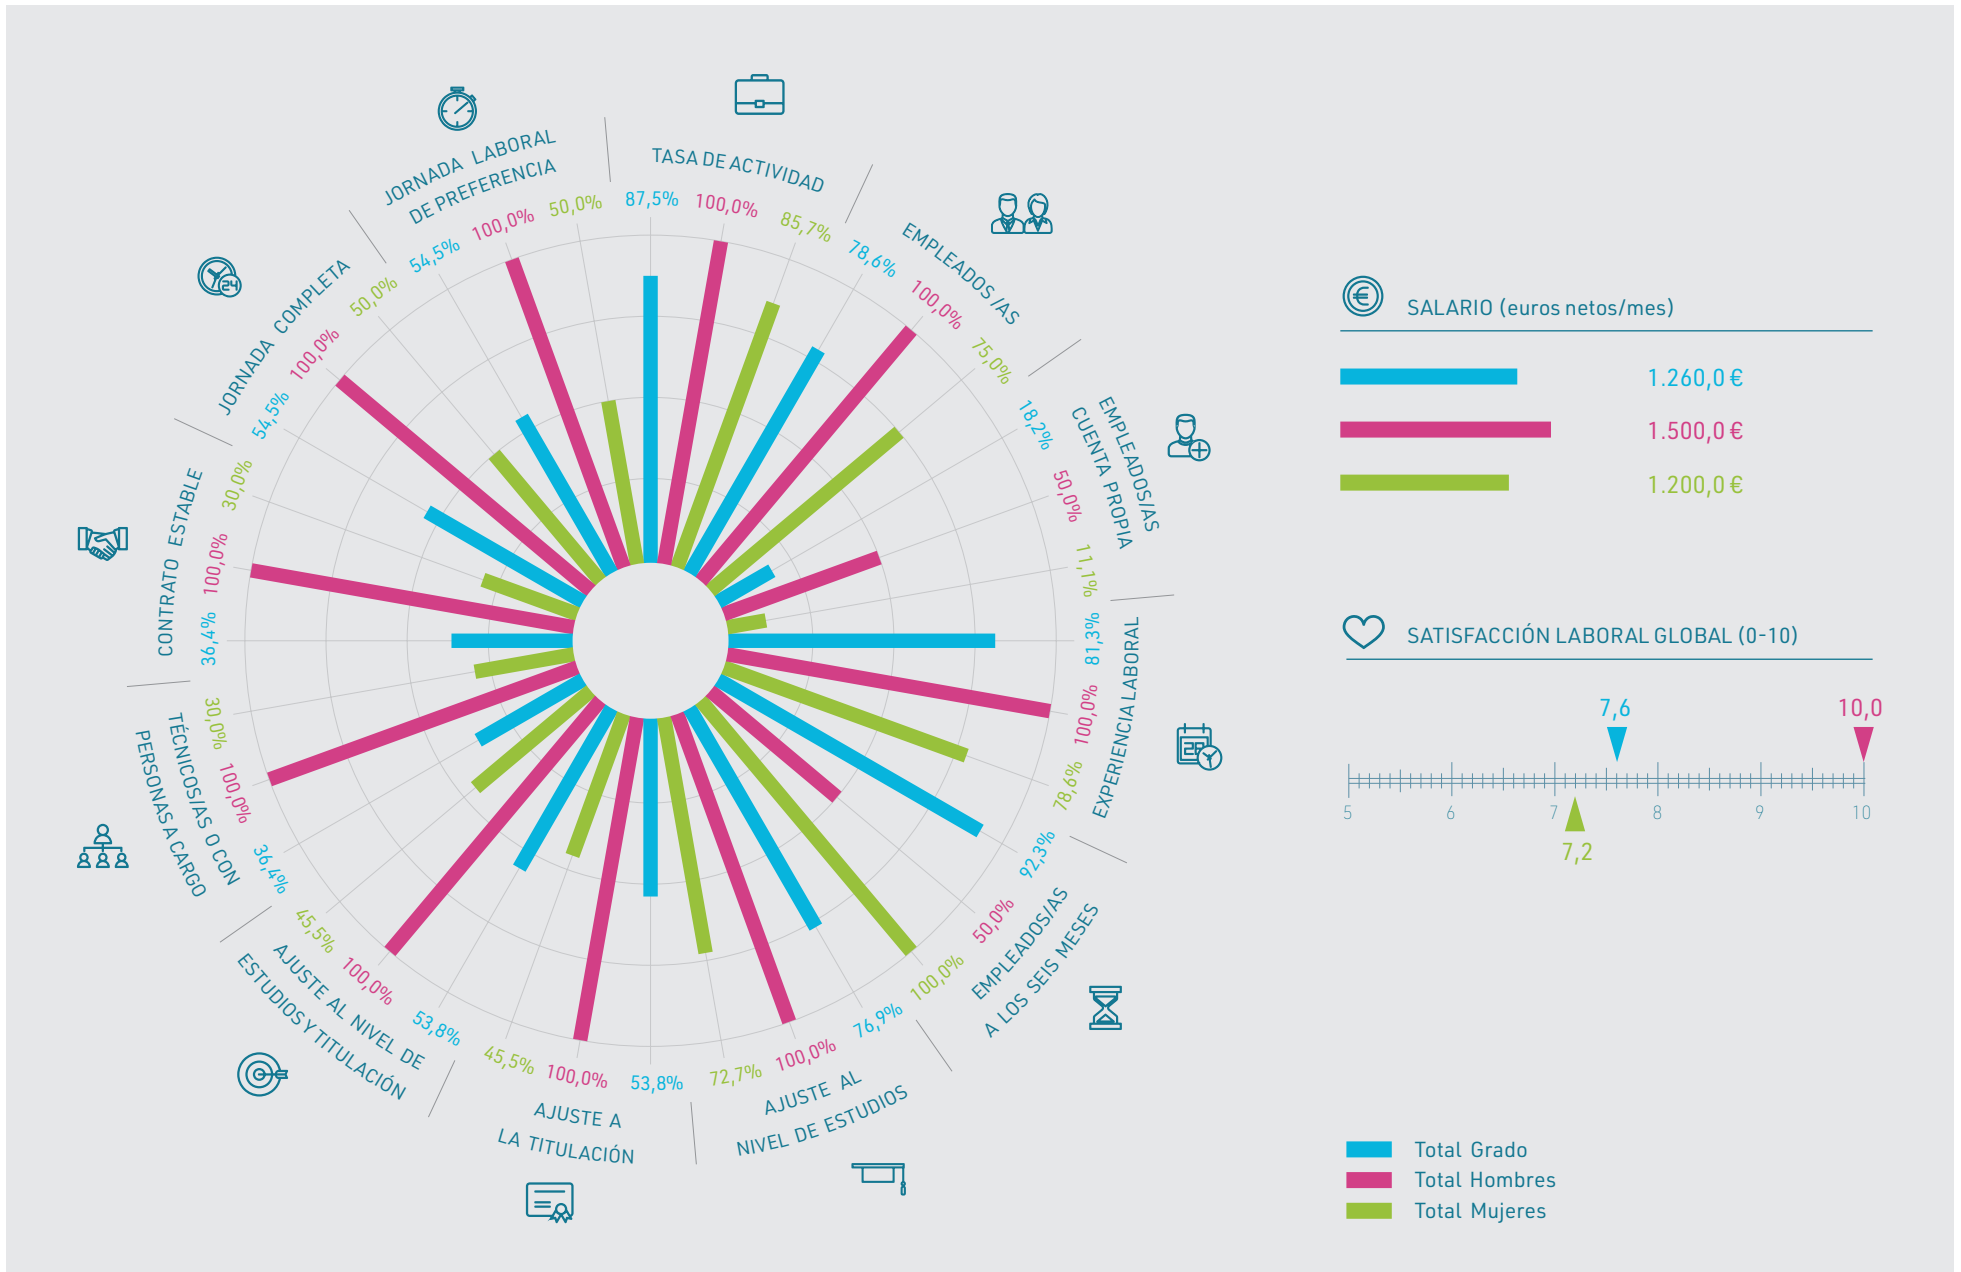 TASA DE ACTIVIDAD
87,5%
100,0%
85,7%
EMPLEADOS /AS
78,6%
100,0%
75,0%
EMPLEADOS/AS
CUENTA PROPIA
18,2%
50,0%
11,1%
EXPERIENCIA LABORAL
81,3%
100,0%
78,6%
EMPLEADOS/AS
A LOS SEIS MESES
92,3%
50,0%
100,0%
AJUSTE AL
NIVEL DE ESTUDIOS
76,9%
100,0%
72,7%
AJUSTE A
LA TITULACIÓN
53,8%
100,0%
45,5%
AJUSTE AL NIVEL DE
ESTUDIOS Y TITULACIÓN
53,8%
100,0%
45,5%
TÉCNICOS/AS O CON
PERSONAS A CARGO
36,4%
100,0%
30,0%
CONTRATO ESTABLE
36,4%
100,0%
30,0%
JORNADA COMPLETA
54,5%
100,0%
50,0%
JORNADA LABORAL
DE PREFERENCIA
54,5%
100,0%
50,0%
24
28
SALARIO (euros netos/mes)
1.260,0 €
1.500,0 €
1.200,0 €
SATISFACCIÓN LABORAL GLOBAL (0-10)
7,6 10,0
5 6 7 8 9 10
7,2
Total Grado
Total Hombres
Total Mujeres